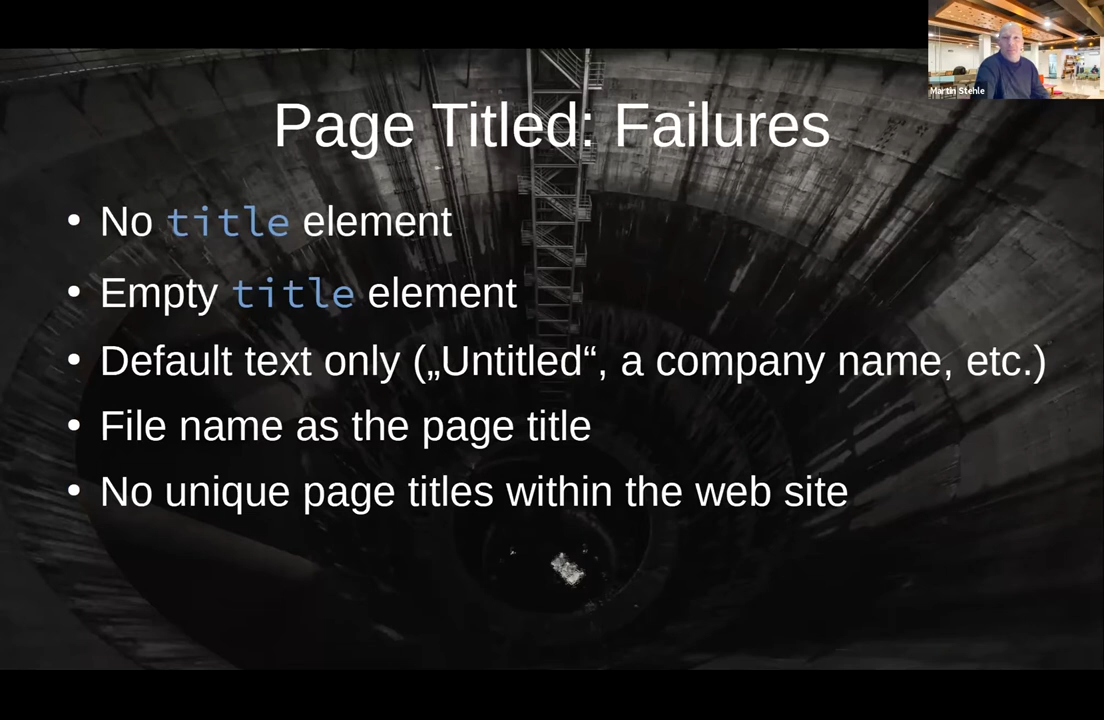 Martin Stehle
Page Titled: Failures
• No title element
• Empty title element
• Default text only („Untitled“, a company name, etc.)
• File name as the page title
• No unique page titles within the web site